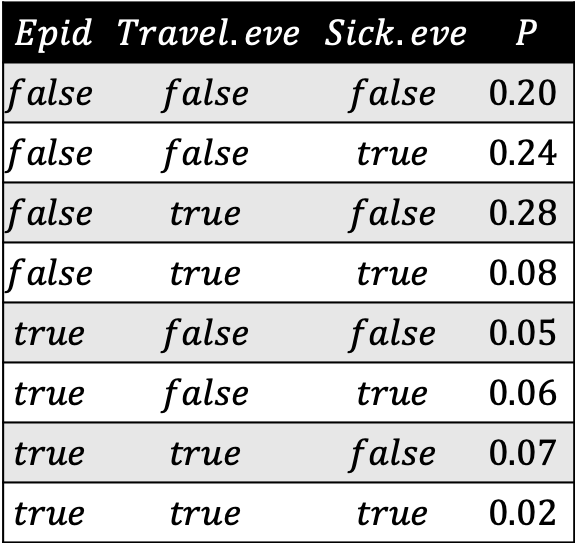 Epid Travel.eve Sick.eve P
false false false 0.20
false false true 0.24
false true false 0.28
false true true 0.08
true false false 0.05
true false true 0.06
true true false 0.07
true true true 0.02